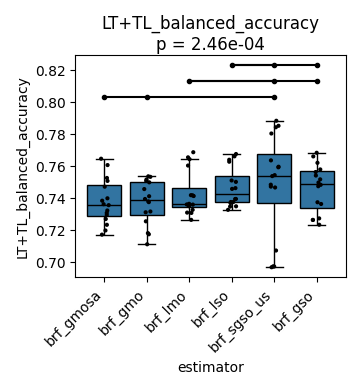 LT+TL_balanced_accuracy
p = 2.46e-04
LT+TL_balanced_accuracy
0.82
0.80
0.78
0.76
0.74
0.72
0.70
brf_gmosa
brf_gmo
brf_lmo
brf_lso
brf_sgso_us
brf_gso
estimator